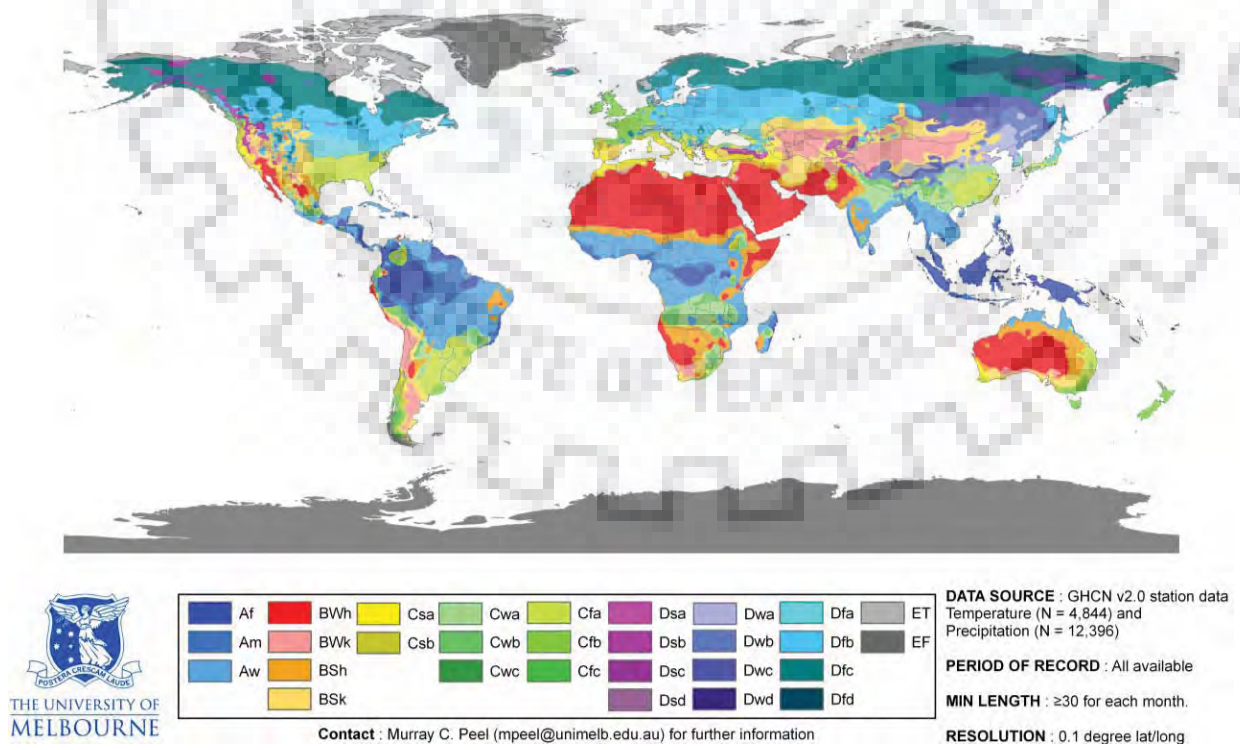 Af
BWh
Csa
Cwa
Cfa
Dsa
Dwa
Dfa
ET
Am
BWk
Csb
Cwb
Cfb
Dsb
Dwb
Dfb
EF
Aw
BSh
Cwc
Cfc
Dsc
Dwc
Dfc
BSk
Dsd
Dwd
Dfd
POSTERA CRESCAM LAUDE
THE UNIVERSITY OF
MELBOURNE
Contact : Murray C. Peel (mpeel@unimelb.edu.au) for further information
DATA SOURCE : GHCN v2.0 station data
Temperature (N = 4,844) and
Precipitation (N = 12,396)
PERIOD OF RECORD : All available
MIN LENGTH : ≥30 for each month.
RESOLUTION : 0.1 degree lat/long